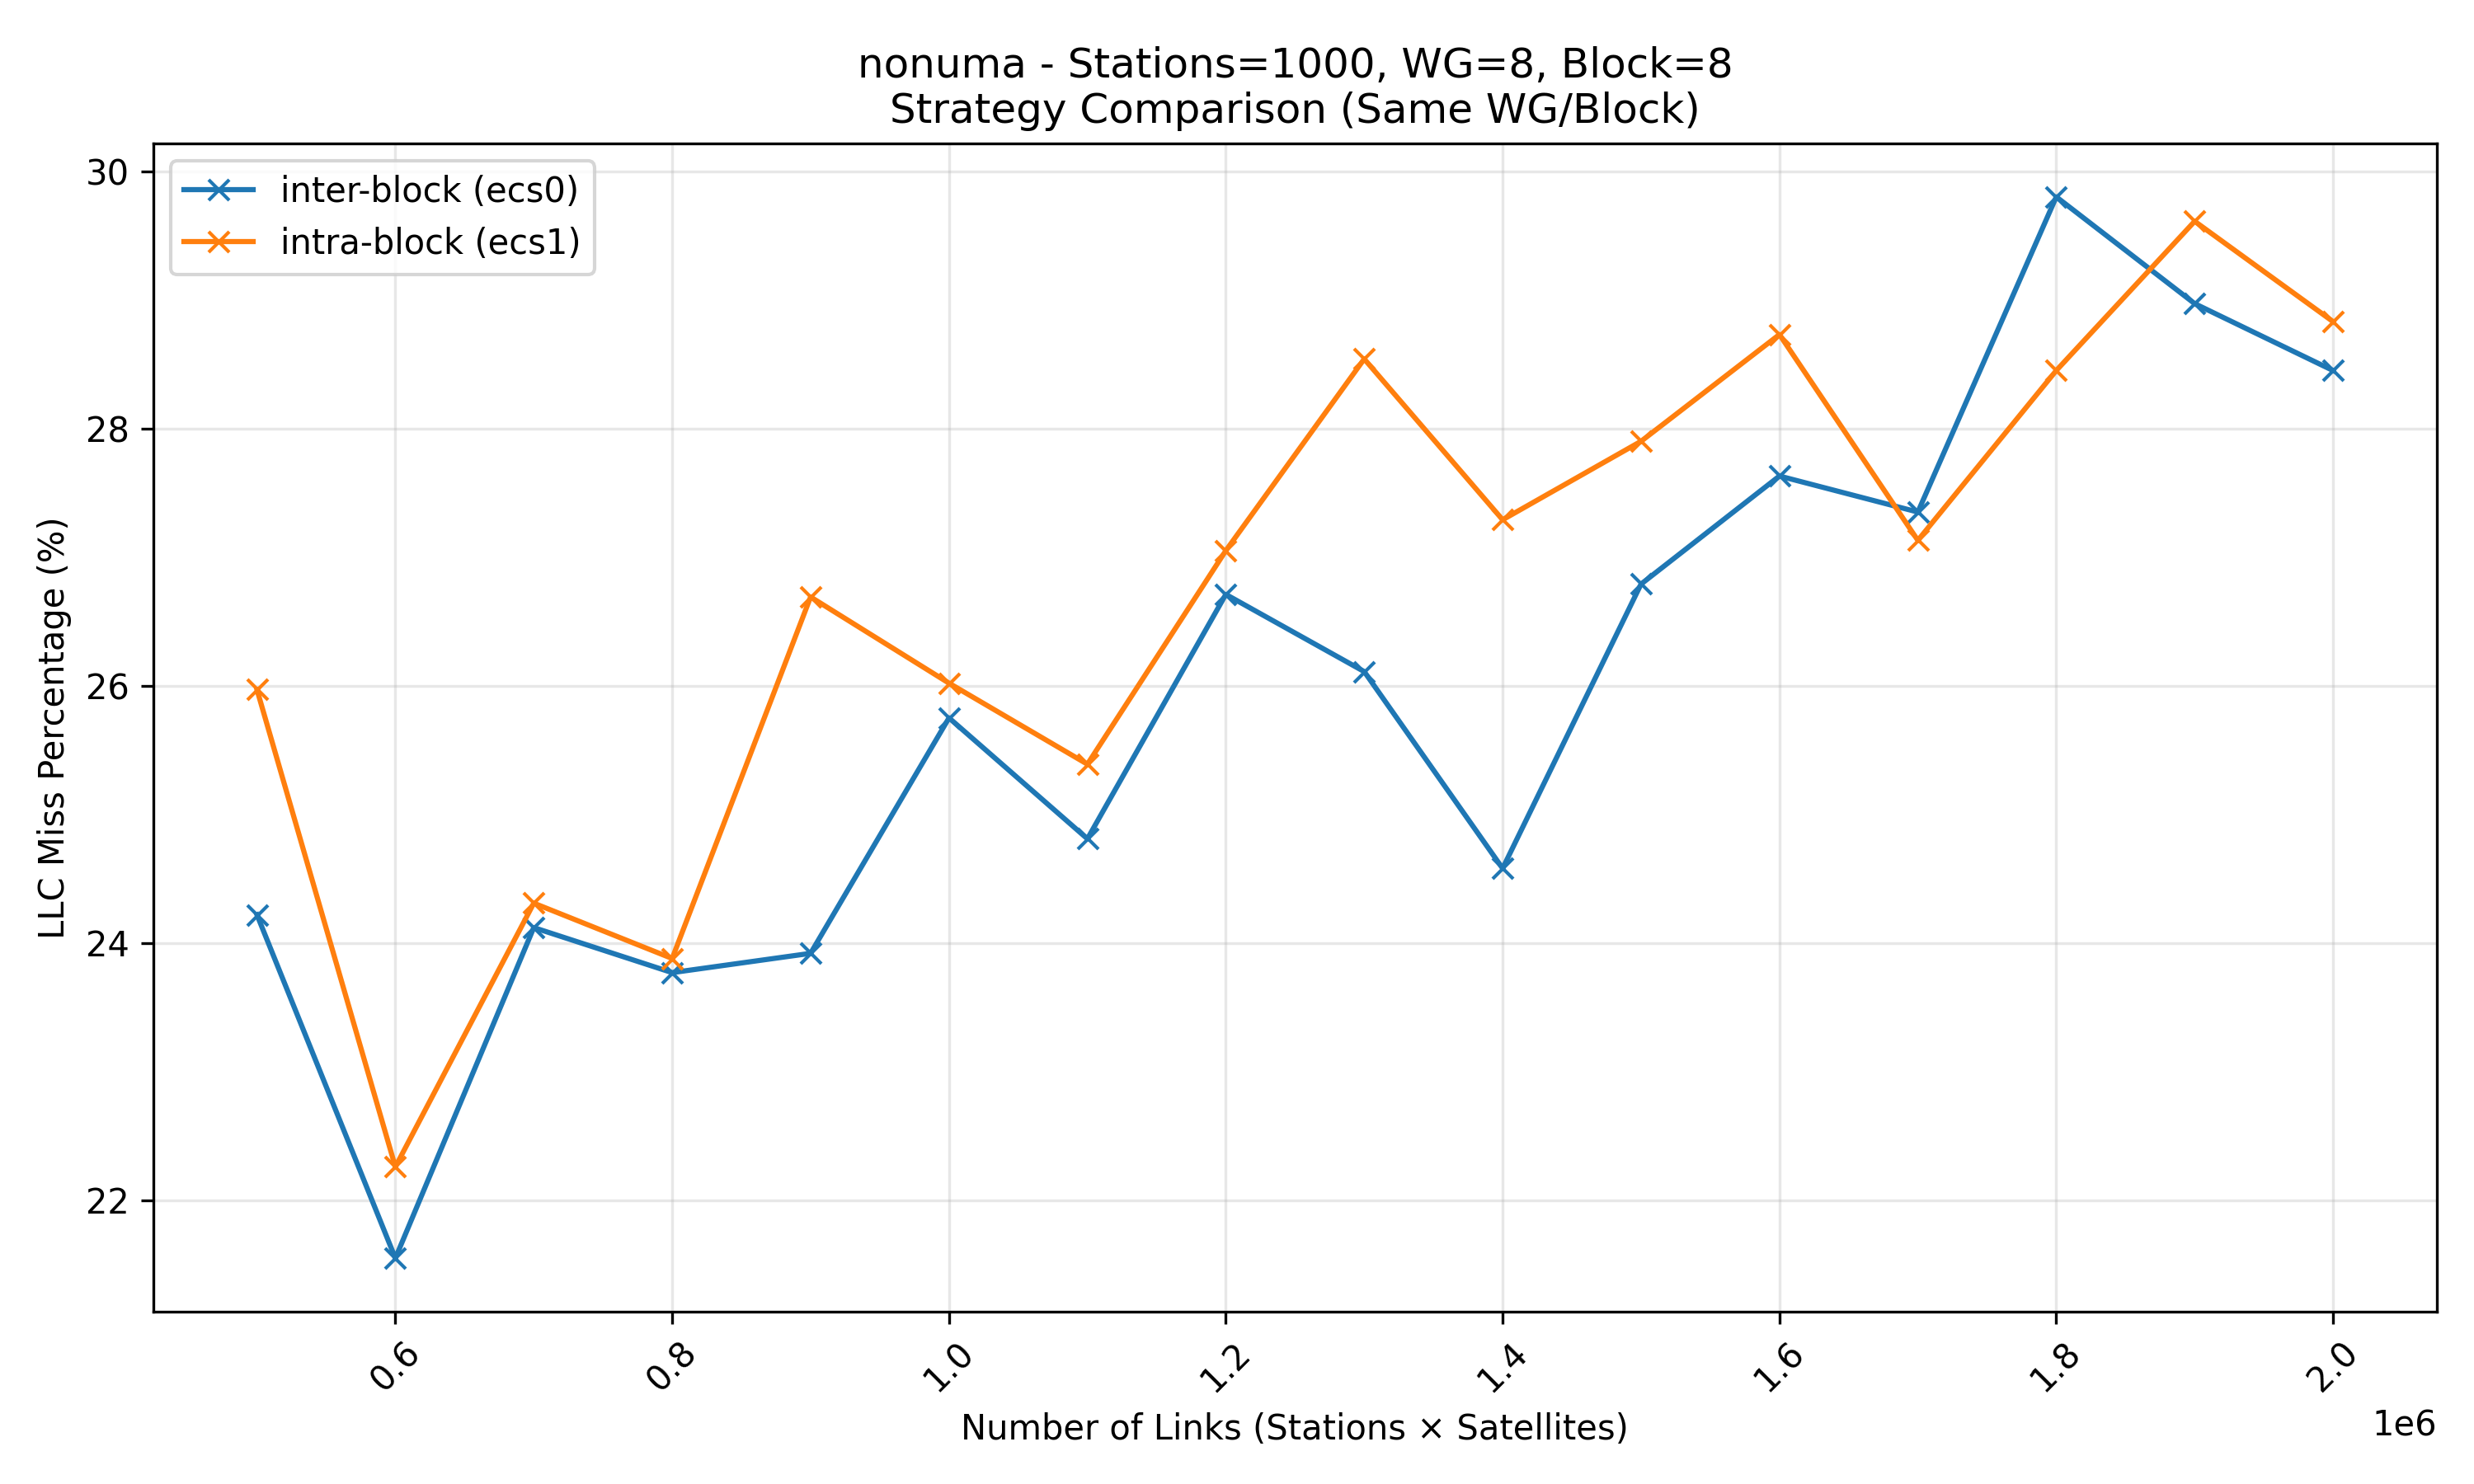 nonuma - Stations=1000, WG=8, Block=8
Strategy Comparison (Same WG/Block)
inter-block (ecs0)
intra-block (ecs1)
LLC Miss Percentage (%)
30
28
26
24
22
0.6
0.8
1.0
1.2
1.4
1.6
1.8
2.0
1e6
Number of Links (Stations × Satellites)